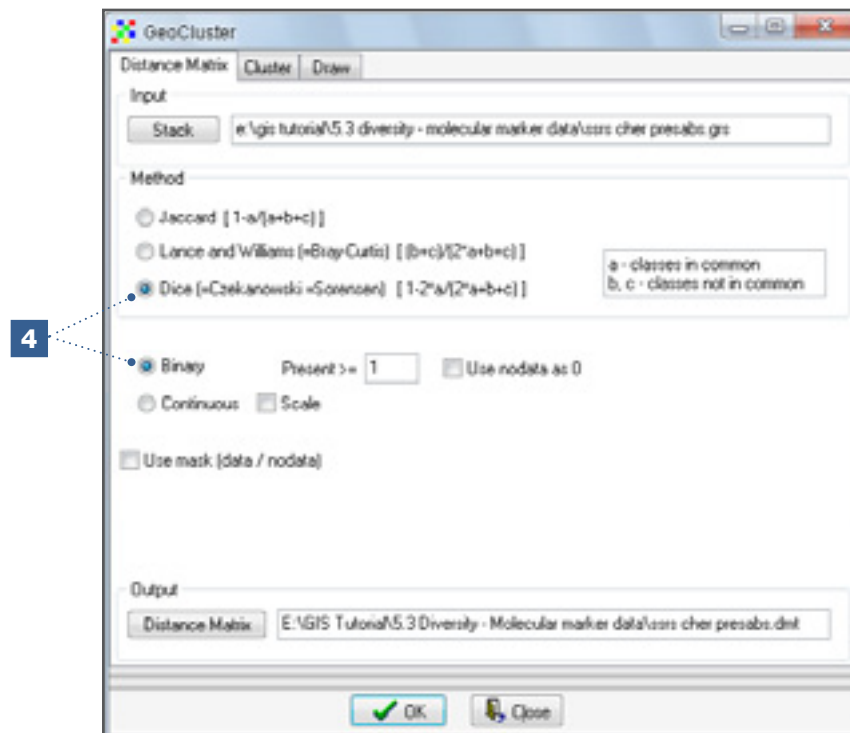 GeoCluster
Distance Matrix Cluster Draw
Input
Stack e:\gis tutorial\5.3 diversity - molecular marker data\ssrs cher presabs.grs
Method
Jaccard [ 1-a/(a+b+c) ]
Lance and Williams (=Bray-Curtis) [ (b+c)/(2*a+b+c) ]
a - classes in common
Dice (=Czekanowski =Sorensen) [ 1-2*a/(2*a+b+c) ]
b, c - classes not in common
4
Binary Present >= 1 Use nodata as 0
Continuous Scale
Use mask (data / nodata)
Output
Distance Matrix E:\GIS Tutorial\5.3 Diversity - Molecular marker data\ssrs cher presabs.dmt
OK Close